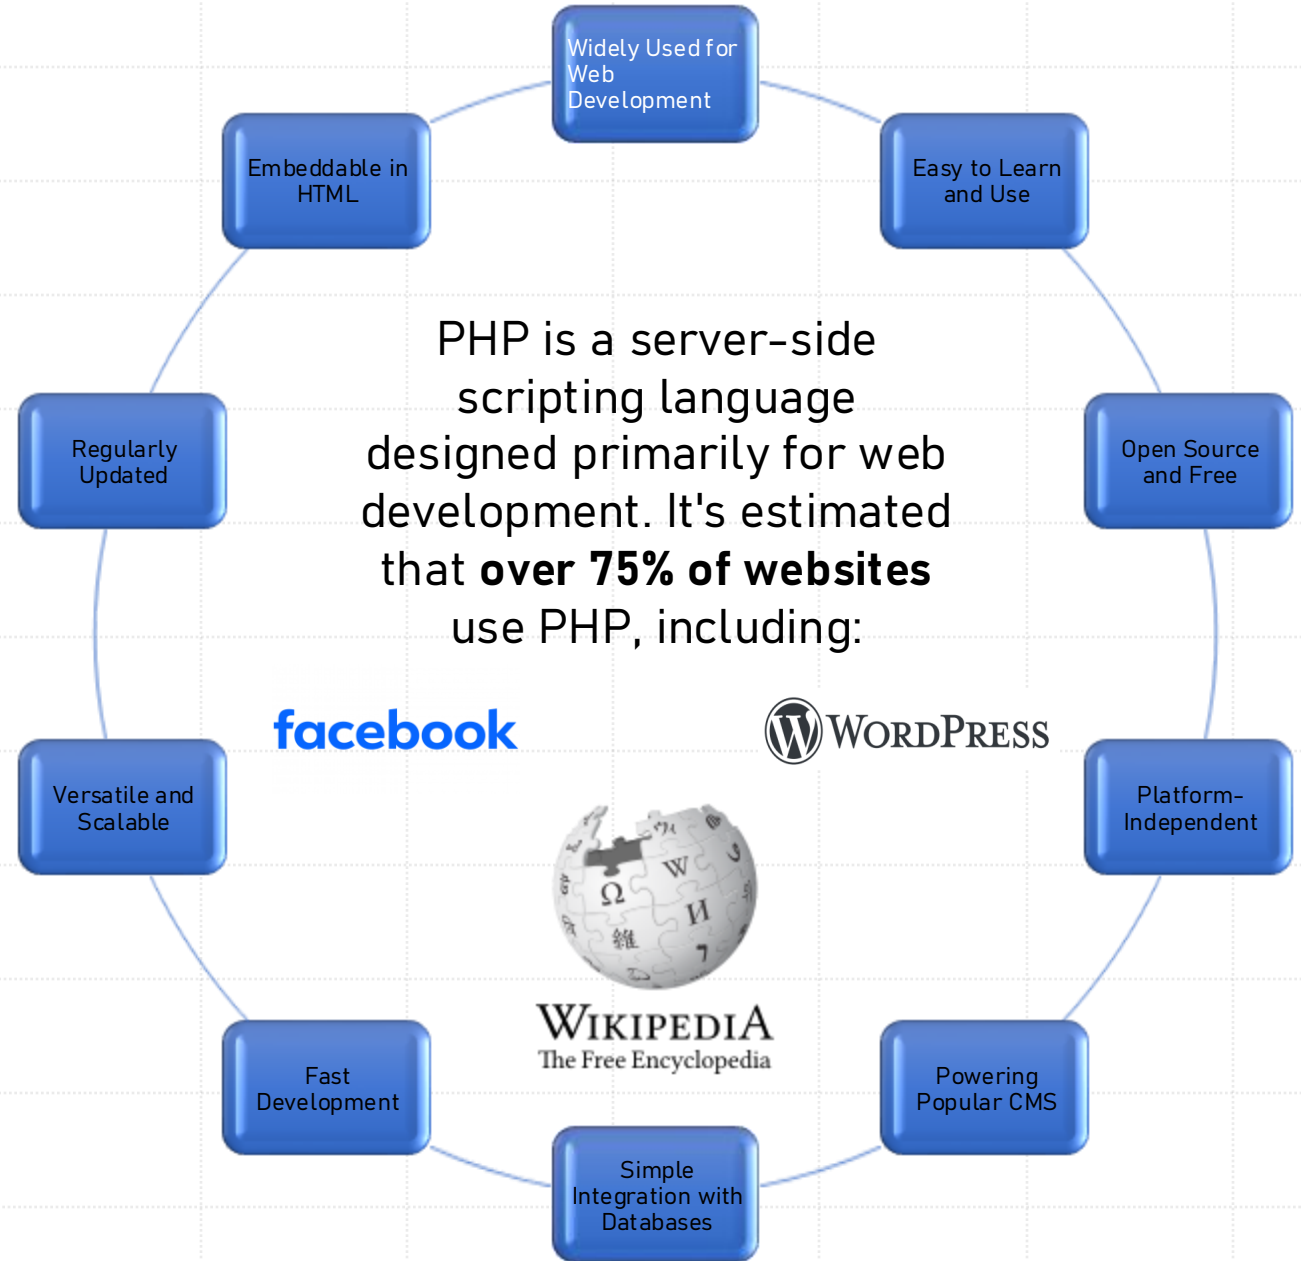 Widely Used for
Web
Development
Embeddable in
HTML
Easy to Learn
and Use
PHP is a server-side
scripting language
designed primarily for web
development. It's estimated
that over 75% of websites
use PHP, including:
Regularly
Updated
Open Source
and Free
facebook
WORDPRESS
Versatile and
Scalable
Platform-
Independent
Ω
W
И
維
WIKIPEDIA
The Free Encyclopedia
Fast
Development
Powering
Popular CMS
Simple
Integration with
Databases